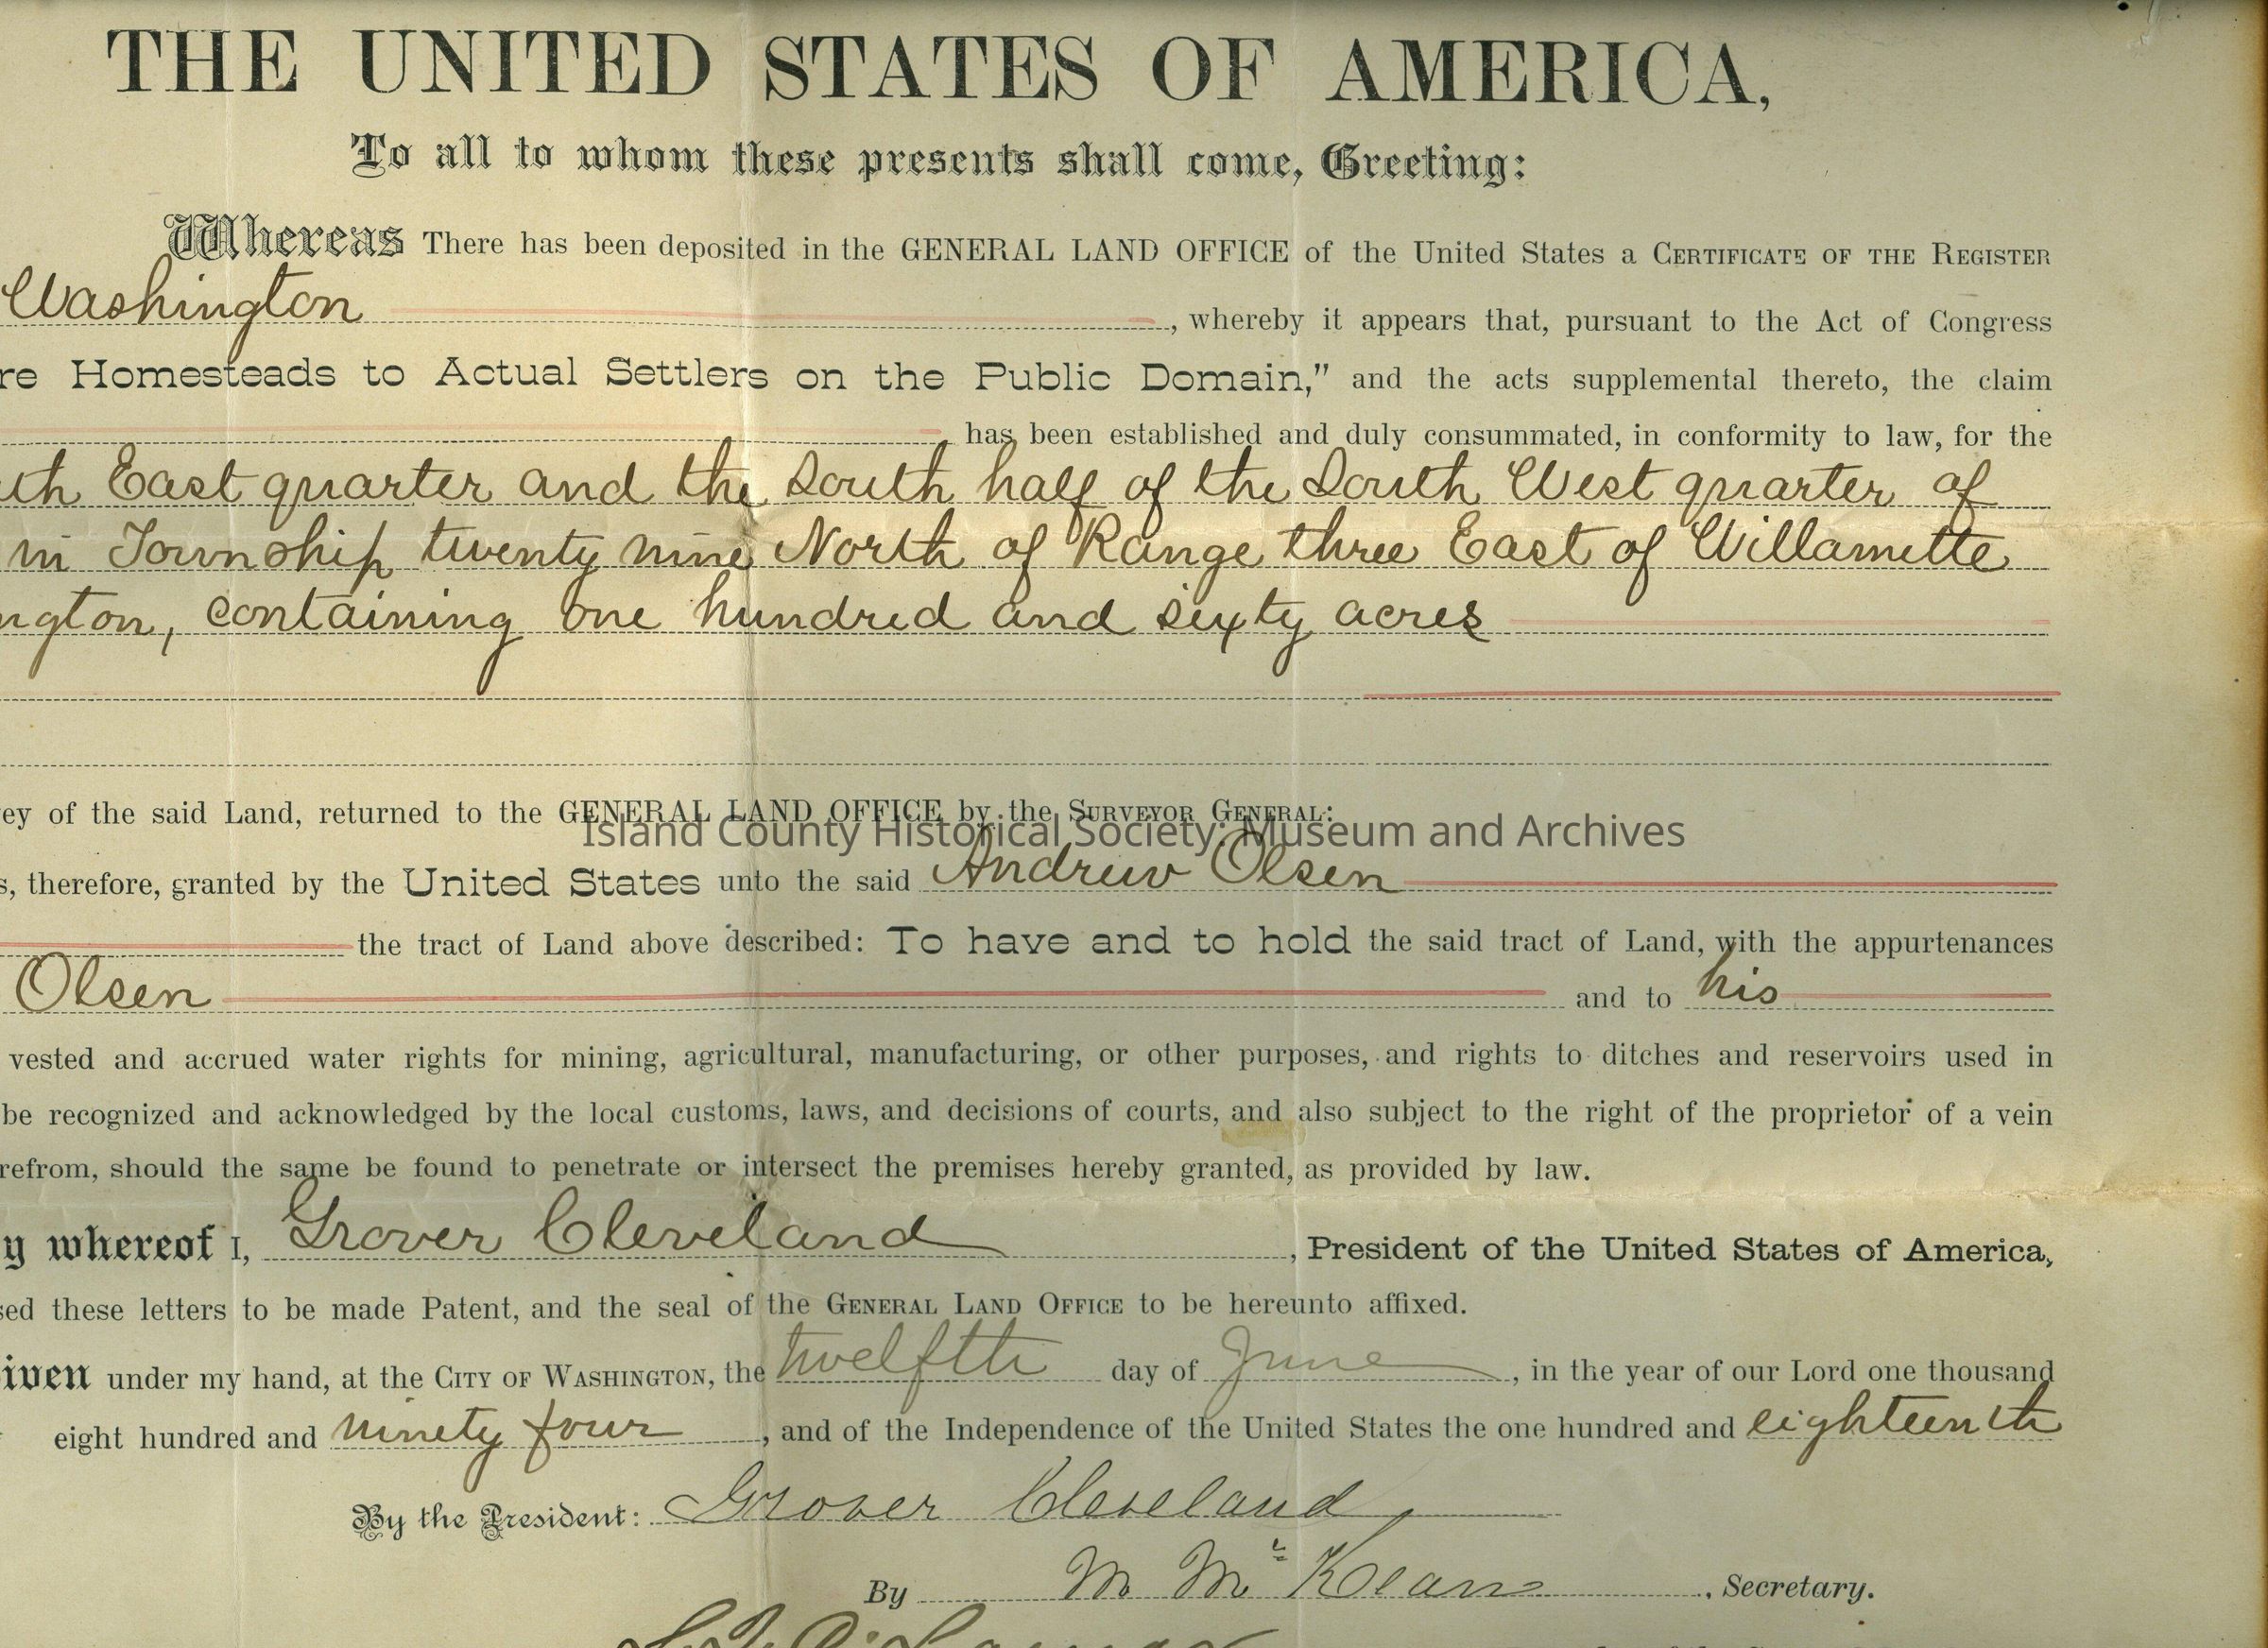 THE UNITED STATES OF AMERICA,
To all to whom these presents shall come, Greeting:
Whereas There has been deposited in the GENERAL LAND OFFICE of the United States a CERTIFICATE OF THE REGISTER
Washington , whereby it appears that, pursuant to the Act of Congress
re Homesteads to Actual Settlers on the Public Domain," and the acts supplemental thereto, the claim
has been established and duly consummated, in conformity to law, for the
uth East quarter and the South half of the South West quarter of
in Township twenty nine North of Range three East of Willamette
ngton, containing one hundred and sixty acres
ey of the said Land, returned to the GENERAL LAND OFFICE by the SURVEYOR GENERAL:
Island County Historical Society: Museum and Archives
s, therefore, granted by the United States unto the said Andrew Olsen
the tract of Land above described: To have and to hold the said tract of Land, with the appurtenances
Olsen and to his
vested and accrued water rights for mining, agricultural, manufacturing, or other purposes, and rights to ditches and reservoirs used in
be recognized and acknowledged by the local customs, laws, and decisions of courts, and also subject to the right of the proprietor of a vein
refrom, should the same be found to penetrate or intersect the premises hereby granted, as provided by law.
y whereof I, Grover Cleveland , President of the United States of America,
sed these letters to be made Patent, and the seal of the GENERAL LAND OFFICE to be hereunto affixed.
iven under my hand, at the CITY OF WASHINGTON, the twelfth day of June , in the year of our Lord one thousand
eight hundred and ninety four , and of the Independence of the United States the one hundred and eighteenth
By the President: Grover Cleveland
By M McKean , Secretary.